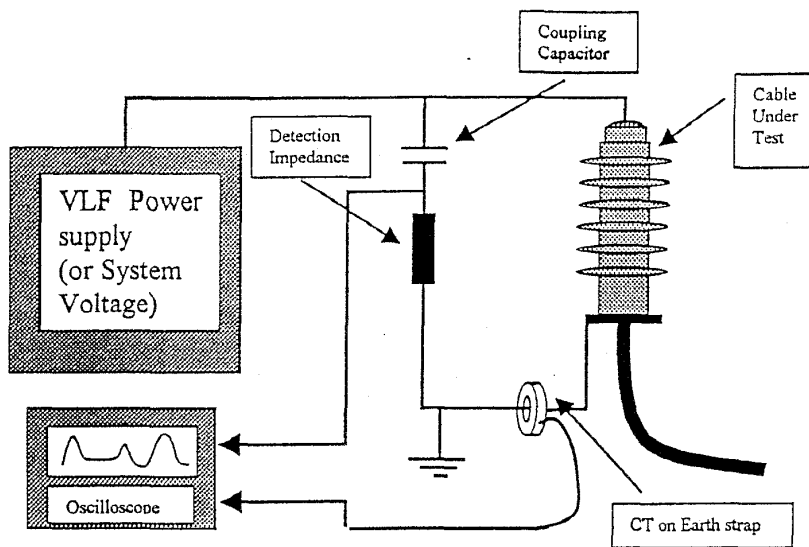 Coupling
Capacitor
Cable
Under
Test
Detection
Impedance
VLF Power
supply
(or System
Voltage)
Oscilloscope
CT on Earth strap